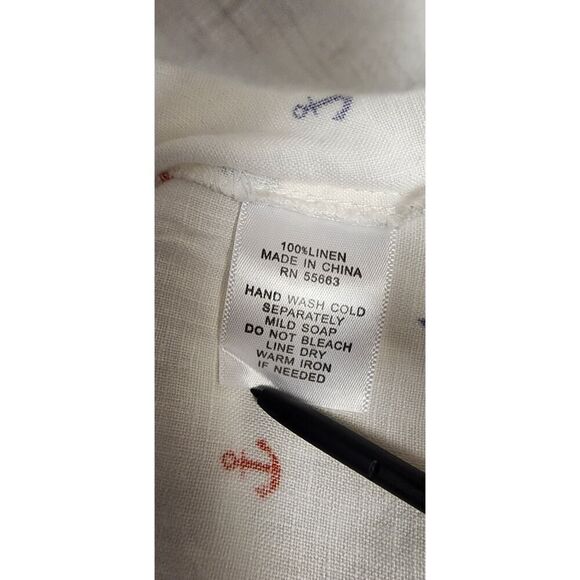 100%LINEN
MADE IN CHINA
RN 55663
HAND WASH COLD
SEPARATELY
MILD SOAP
DO NOT BLEACH
LINE DRY
WARM IRON
IF NEEDED